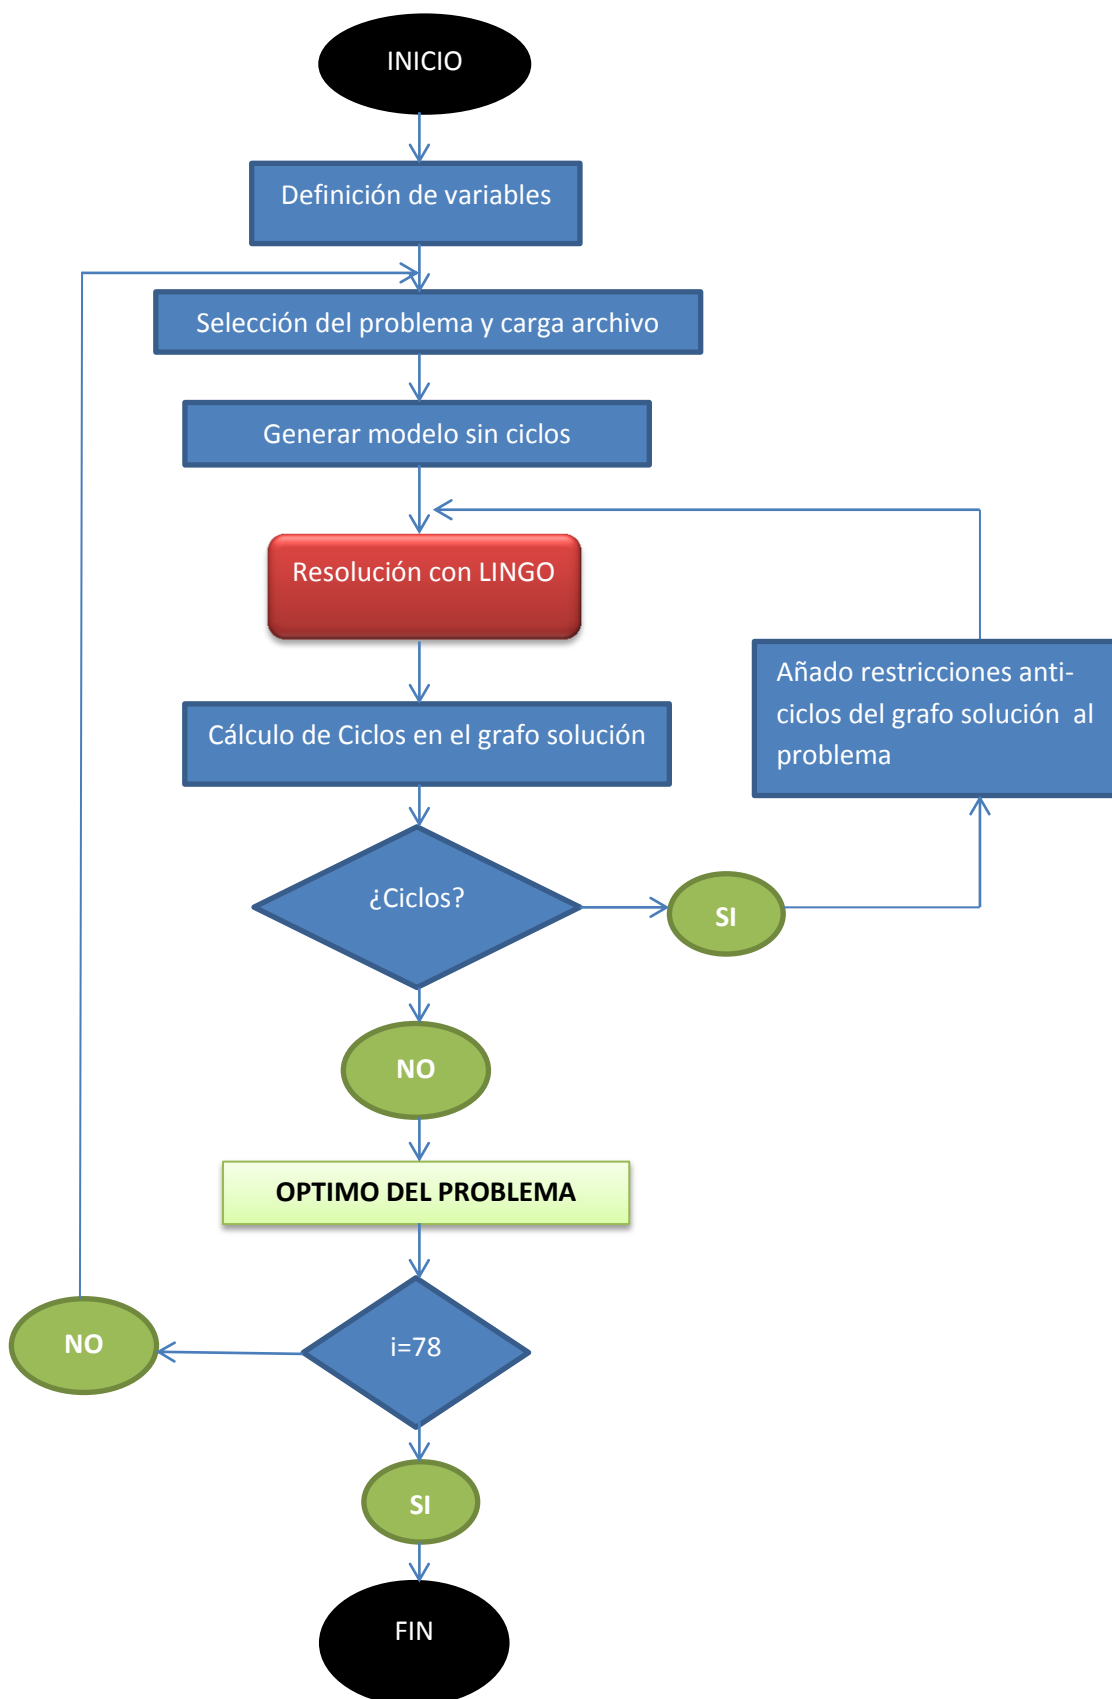 INICIO
Definición de variables
Selección del problema y carga archivo
Generar modelo sin ciclos
Resolución con LINGO
Añado restricciones anti-
ciclos del grafo solución al
problema
Cálculo de Ciclos en el grafo solución
¿Ciclos?
SI
NO
OPTIMO DEL PROBLEMA
i=78
NO
SI
FIN